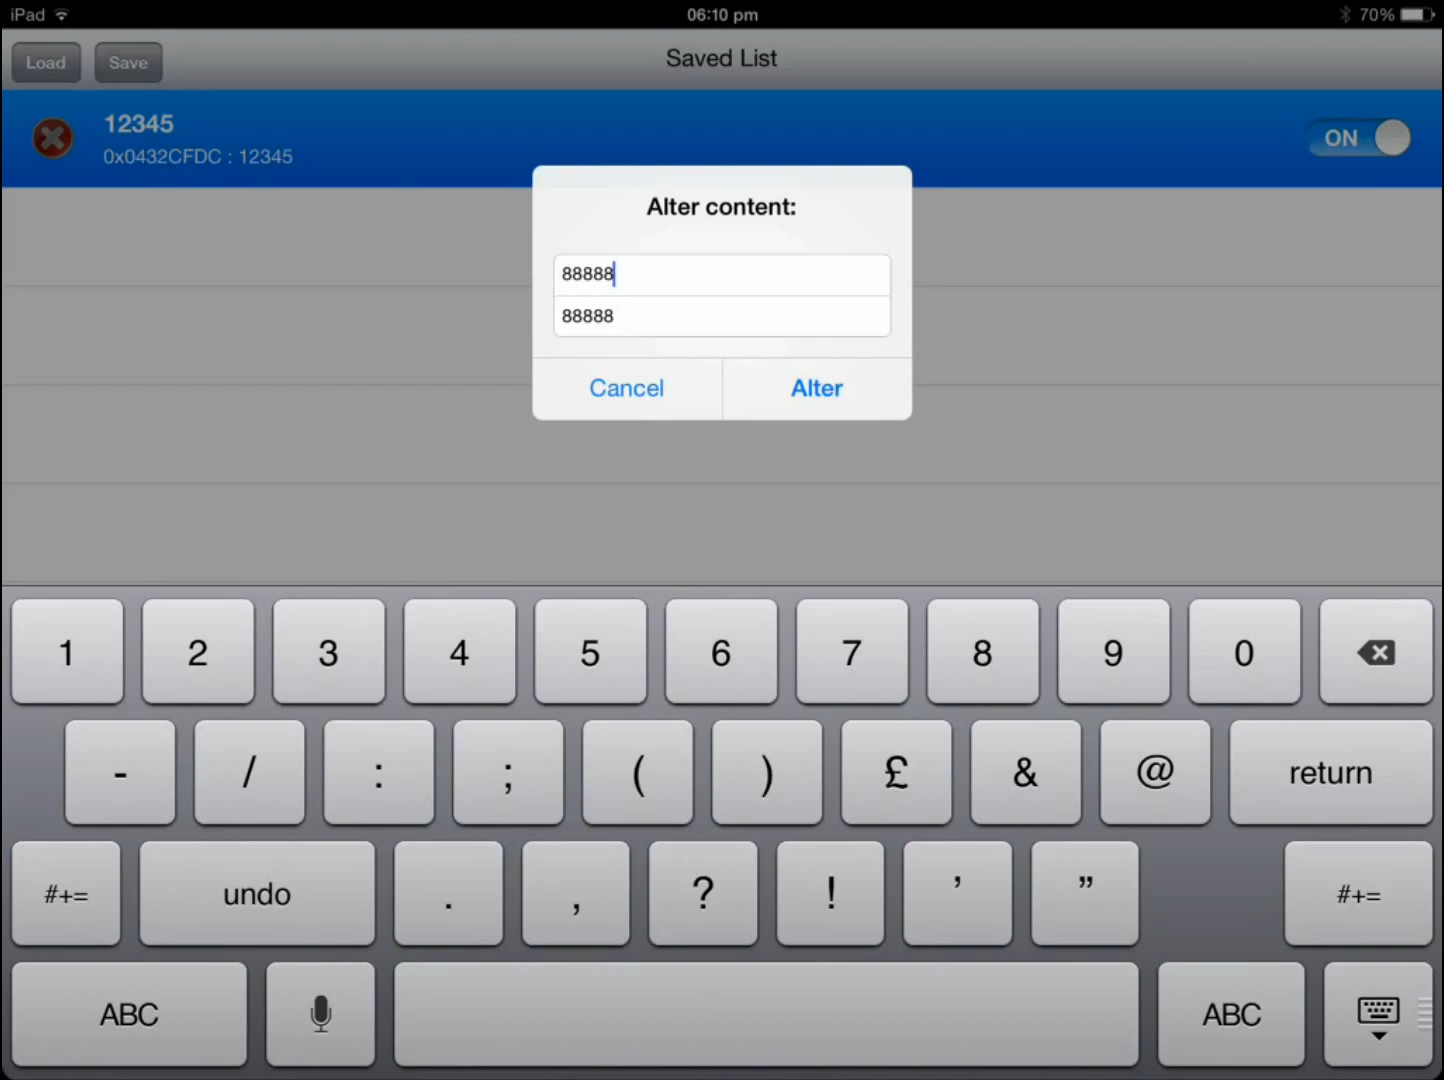 iPad 06:10 pm 70%
Load Save Saved List
12345
0x0432CFDC : 12345
ON
Alter content:
88888
88888
Cancel Alter
1 2 3 4 5 6 7 8 9 0
- / : ; ( ) £ & @ return
#+= undo . , ? ! ’ ” #+=
ABC ABC